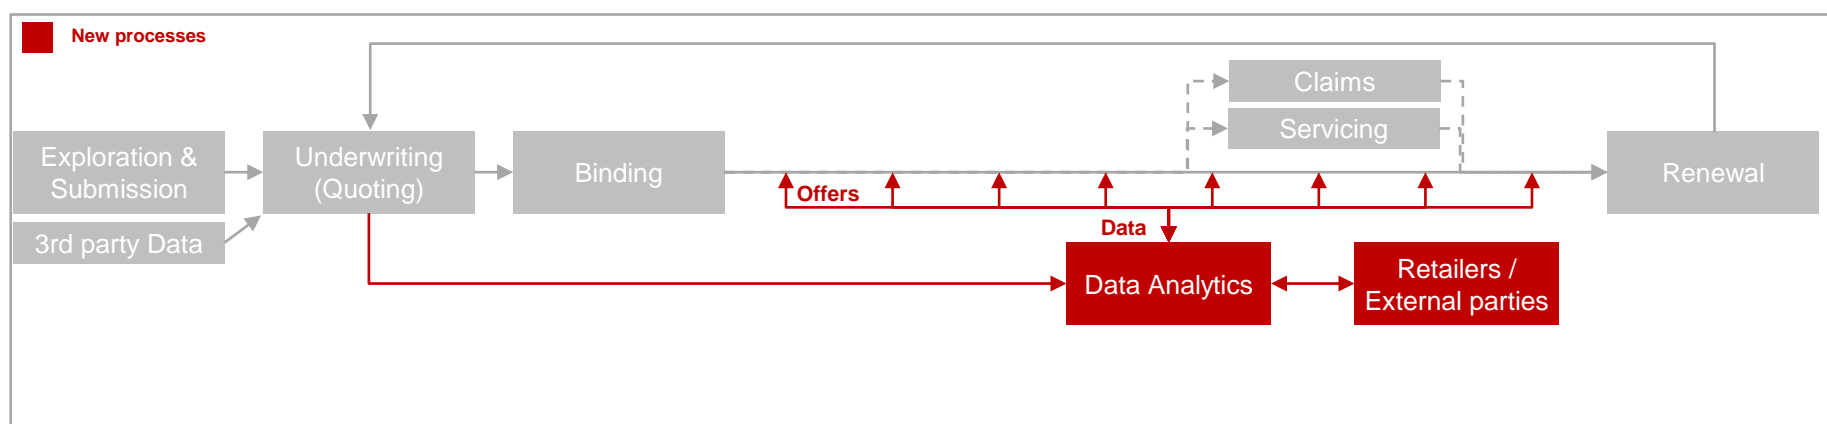 New processes
Claims
Servicing
Exploration &
Submission
Underwriting
(Quoting)
Binding
Renewal
3rd party Data
Offers
Data
Data Analytics
Retailers /
External parties